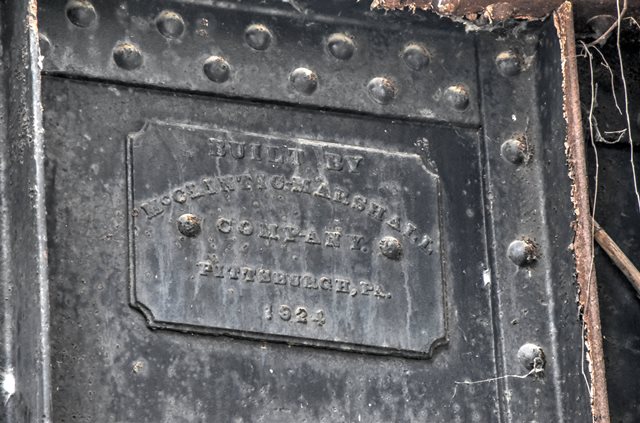 BUILT BY
McCLINTIC-MARSHALL
COMPANY.
PITTSBURGH, PA.
1924